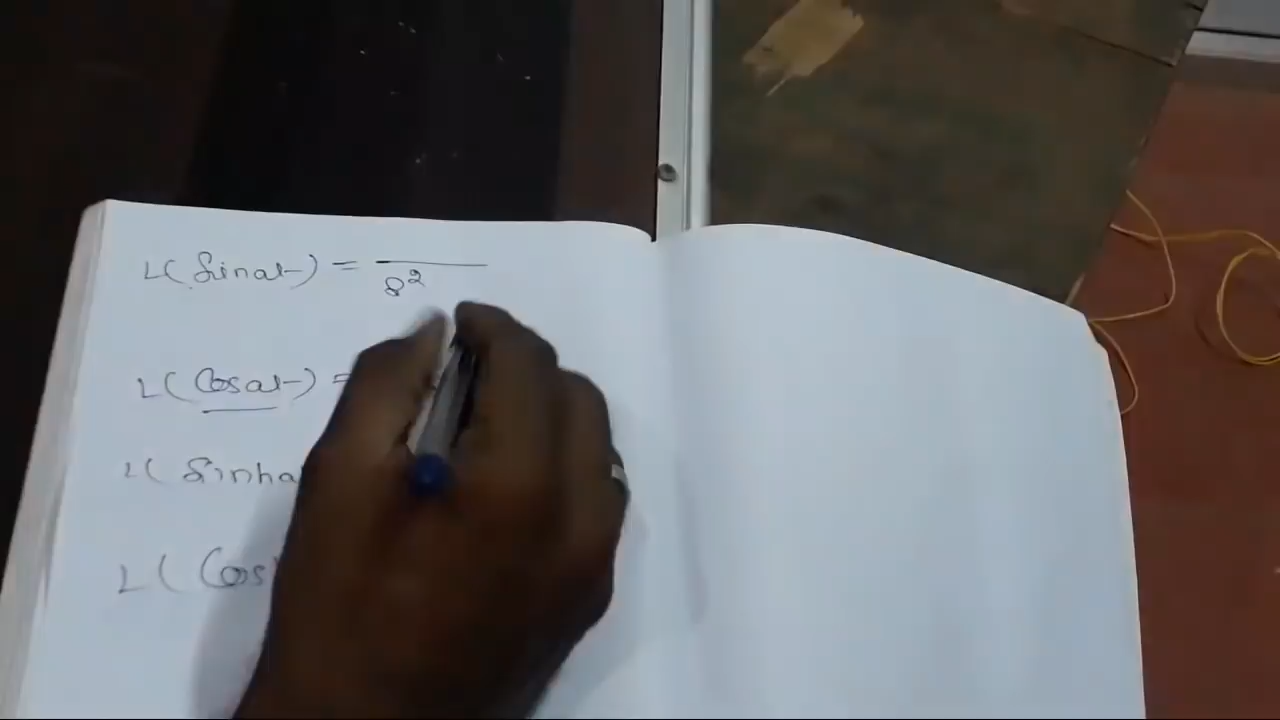 L(Sinat) = ―
s²
L(Cosat) =
L(Sinha
L(Cos